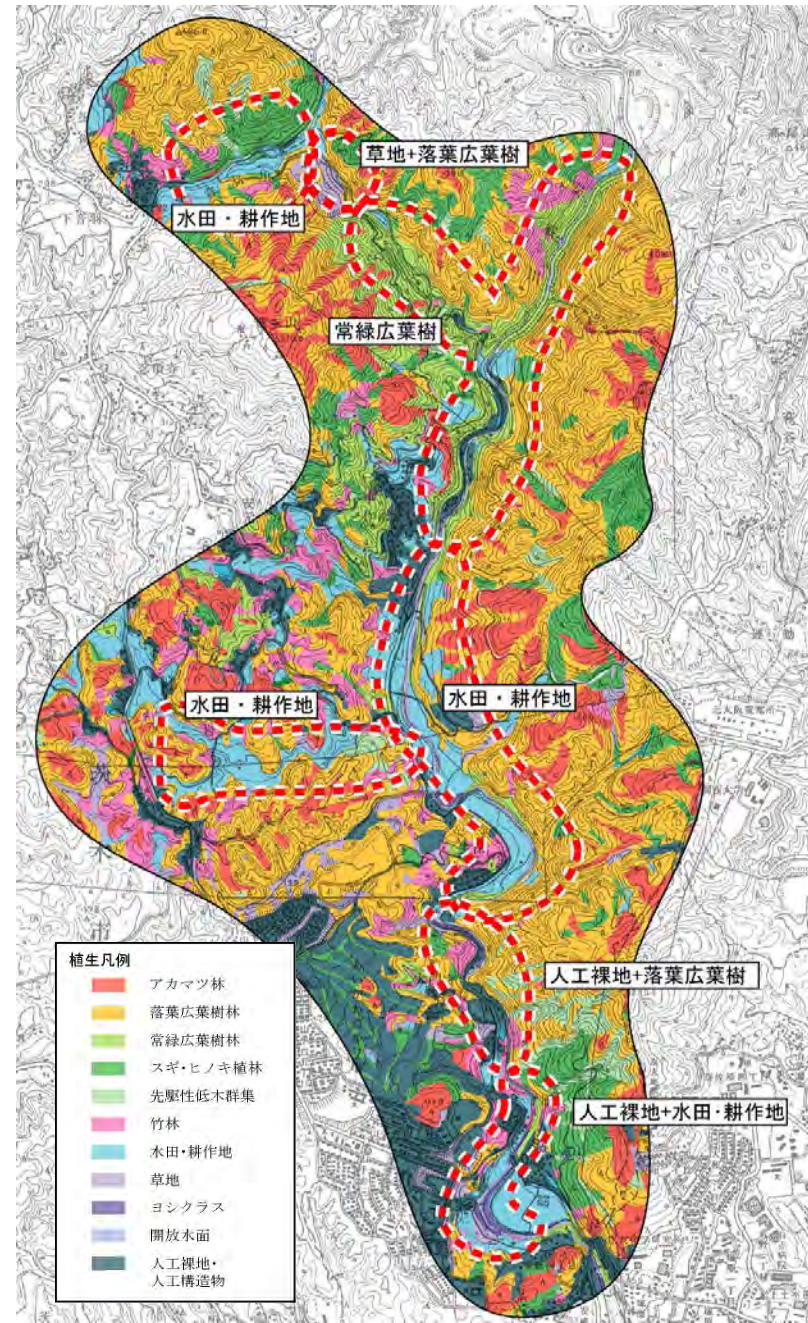 草地+落葉広葉樹
水田・耕作地
常緑広葉樹
水田・耕作地
水田・耕作地
人工裸地+落葉広葉樹
人工裸地+水田・耕作地
茨
木
市
植生凡例
アカマツ林
落葉広葉樹林
常緑広葉樹林
スギ・ヒノキ植林
先駆性低木群集
竹林
水田・耕作地
草地
ヨシクラス
開放水面
人工裸地・
人工構造物